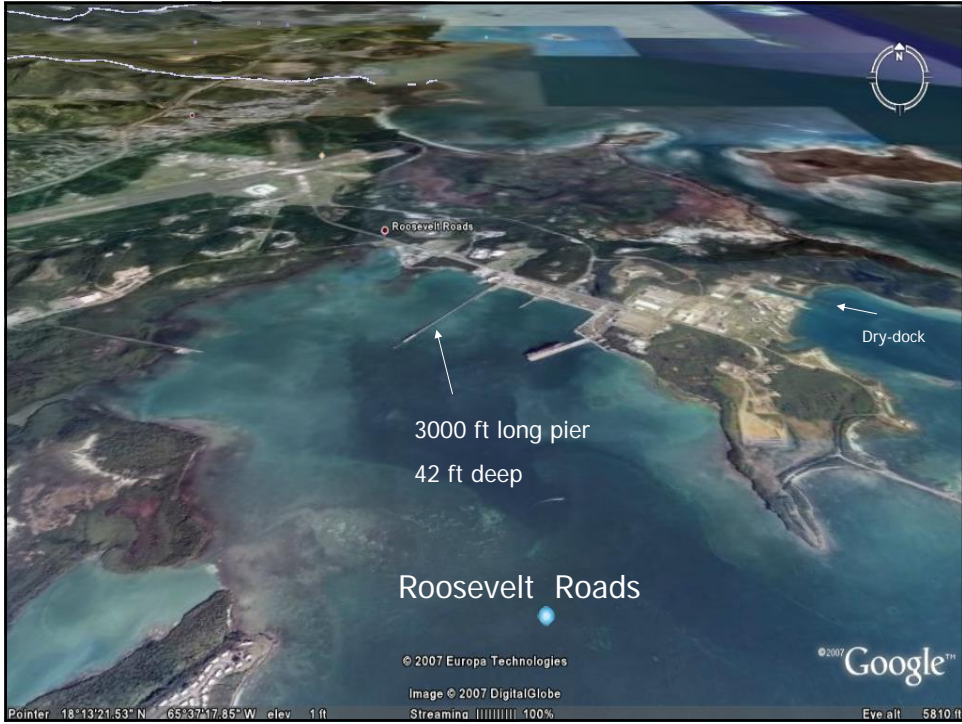 N
Roosevelt Roads
Dry-dock
3000 ft long pier
42 ft deep
Roosevelt Roads
© 2007 Europa Technologies
Image © 2007 DigitalGlobe
©2007 Google™
Pointer 18°13'21.53" N 65°37'17.85" W elev 1 ft Streaming |||||||||| 100% Eye alt 5810 ft